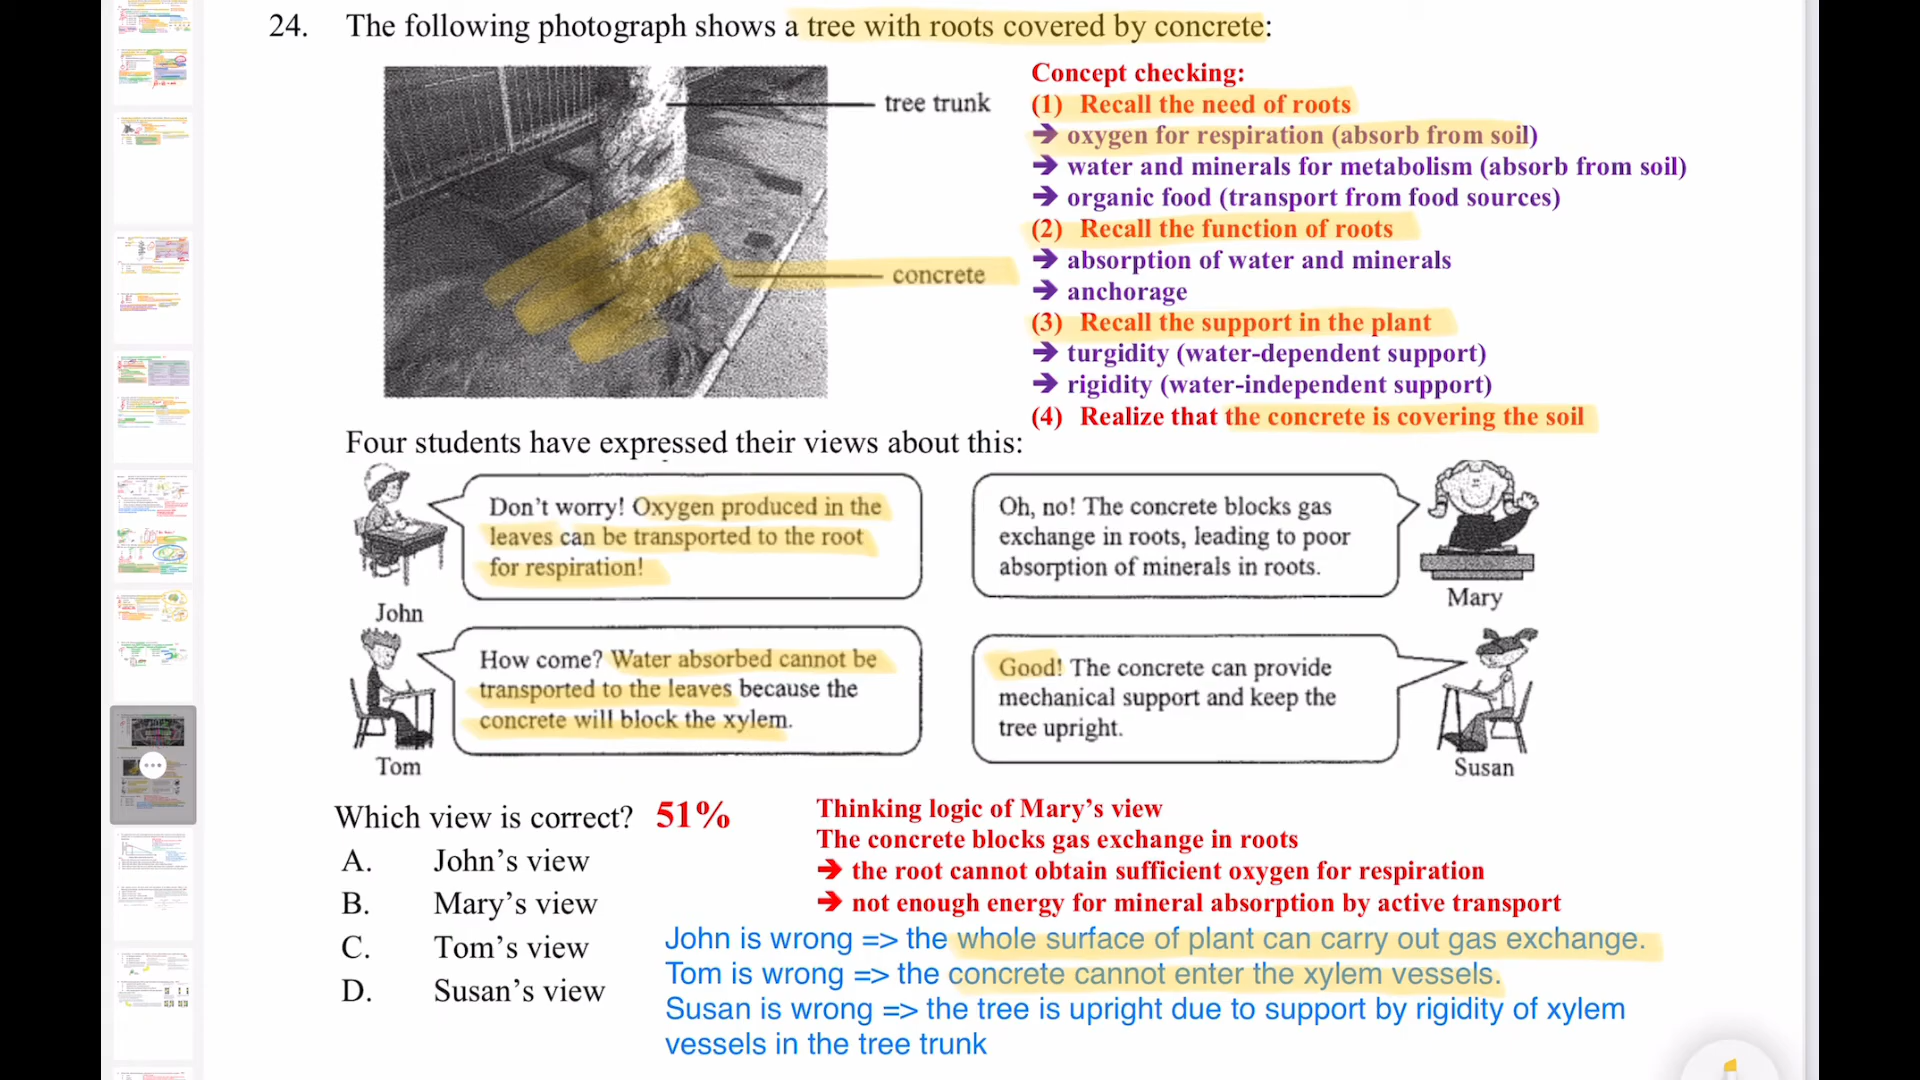 24. The following photograph shows a tree with roots covered by concrete:
tree trunk
concrete
Concept checking:
(1) Recall the need of roots
➔ oxygen for respiration (absorb from soil)
➔ water and minerals for metabolism (absorb from soil)
➔ organic food (transport from food sources)
(2) Recall the function of roots
➔ absorption of water and minerals
➔ anchorage
(3) Recall the support in the plant
➔ turgidity (water-dependent support)
➔ rigidity (water-independent support)
(4) Realize that the concrete is covering the soil
Four students have expressed their views about this:
Don't worry! Oxygen produced in the
leaves can be transported to the root
for respiration!
John
Oh, no! The concrete blocks gas
exchange in roots, leading to poor
absorption of minerals in roots.
Mary
How come? Water absorbed cannot be
transported to the leaves because the
concrete will block the xylem.
Tom
Good! The concrete can provide
mechanical support and keep the
tree upright.
Susan
Which view is correct? 51%
A. John's view
B. Mary's view
C. Tom's view
D. Susan's view
Thinking logic of Mary's view
The concrete blocks gas exchange in roots
➔ the root cannot obtain sufficient oxygen for respiration
➔ not enough energy for mineral absorption by active transport
John is wrong => the whole surface of plant can carry out gas exchange.
Tom is wrong => the concrete cannot enter the xylem vessels.
Susan is wrong => the tree is upright due to support by rigidity of xylem
vessels in the tree trunk